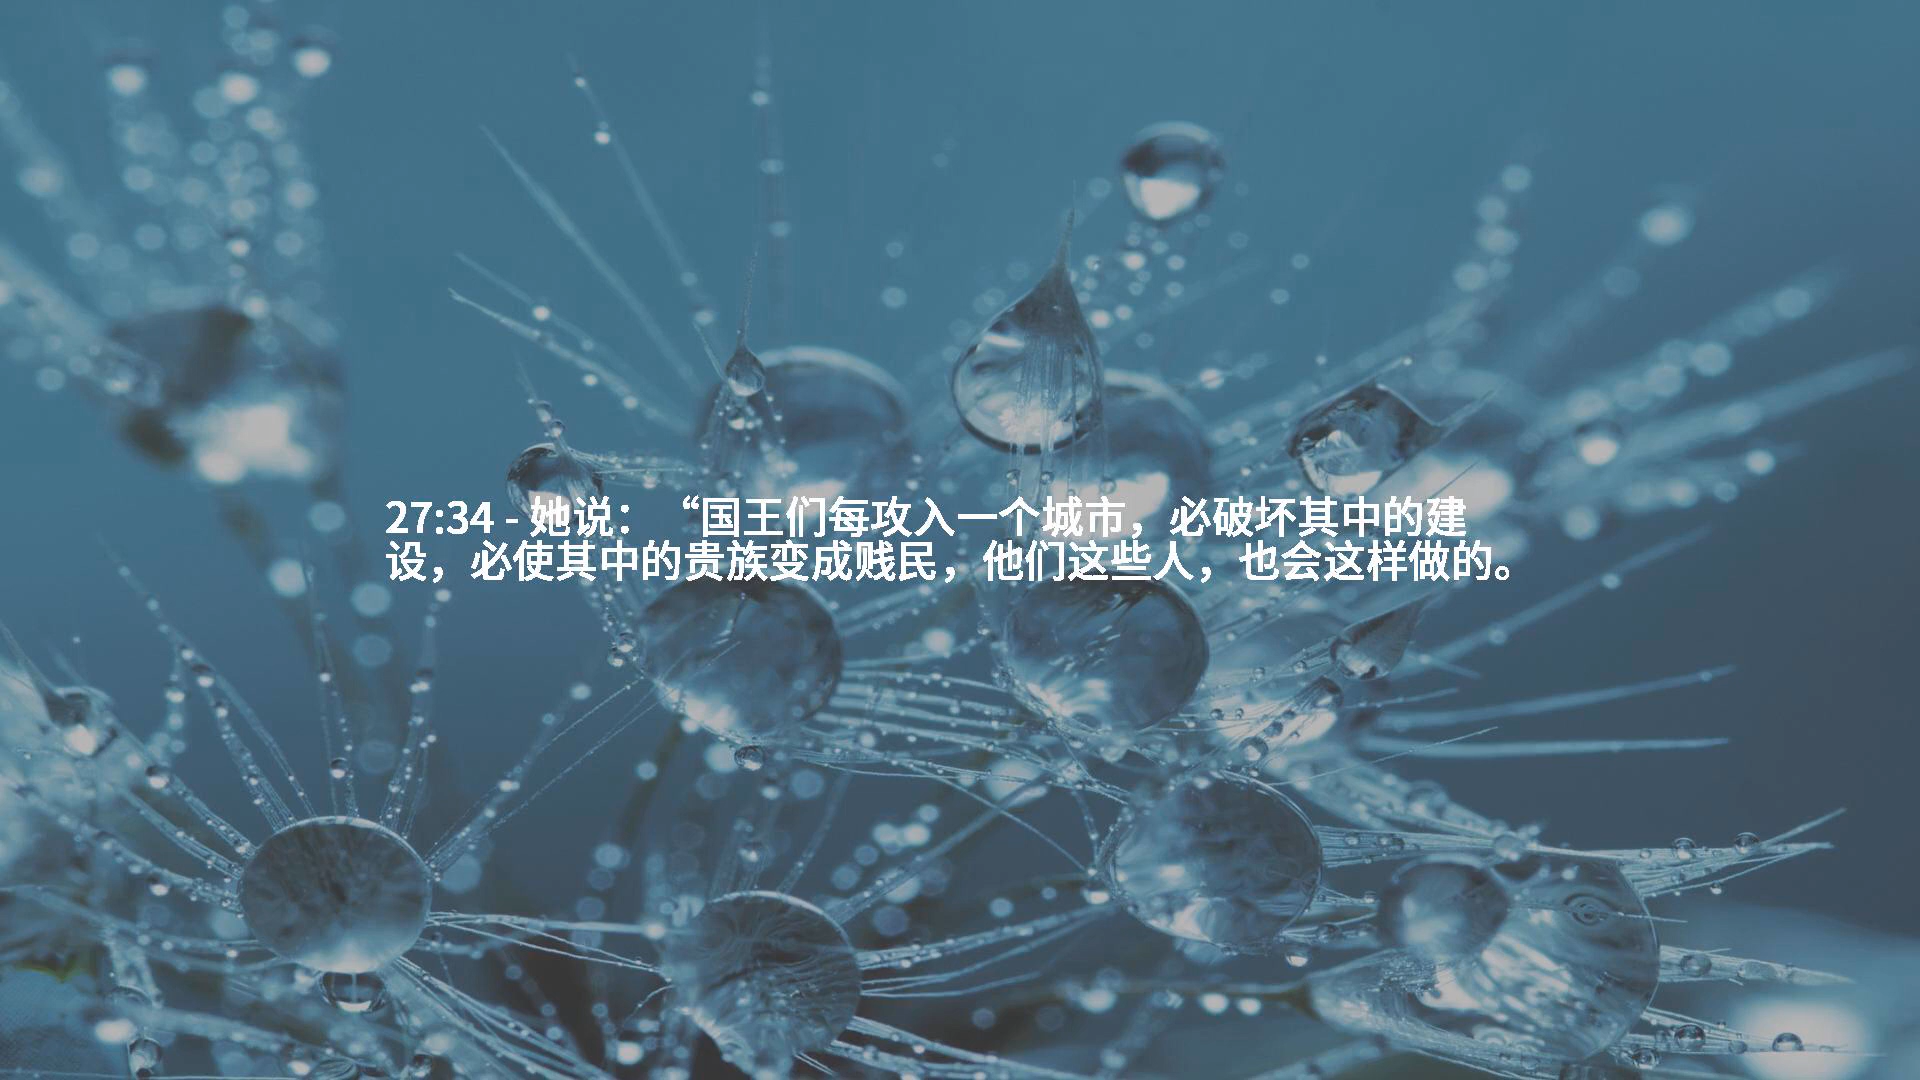 27:34 - 她说：“国王们每攻入一个城市，必破坏其中的建
设，必使其中的贵族变成贱民，他们这些人，也会这样做的。